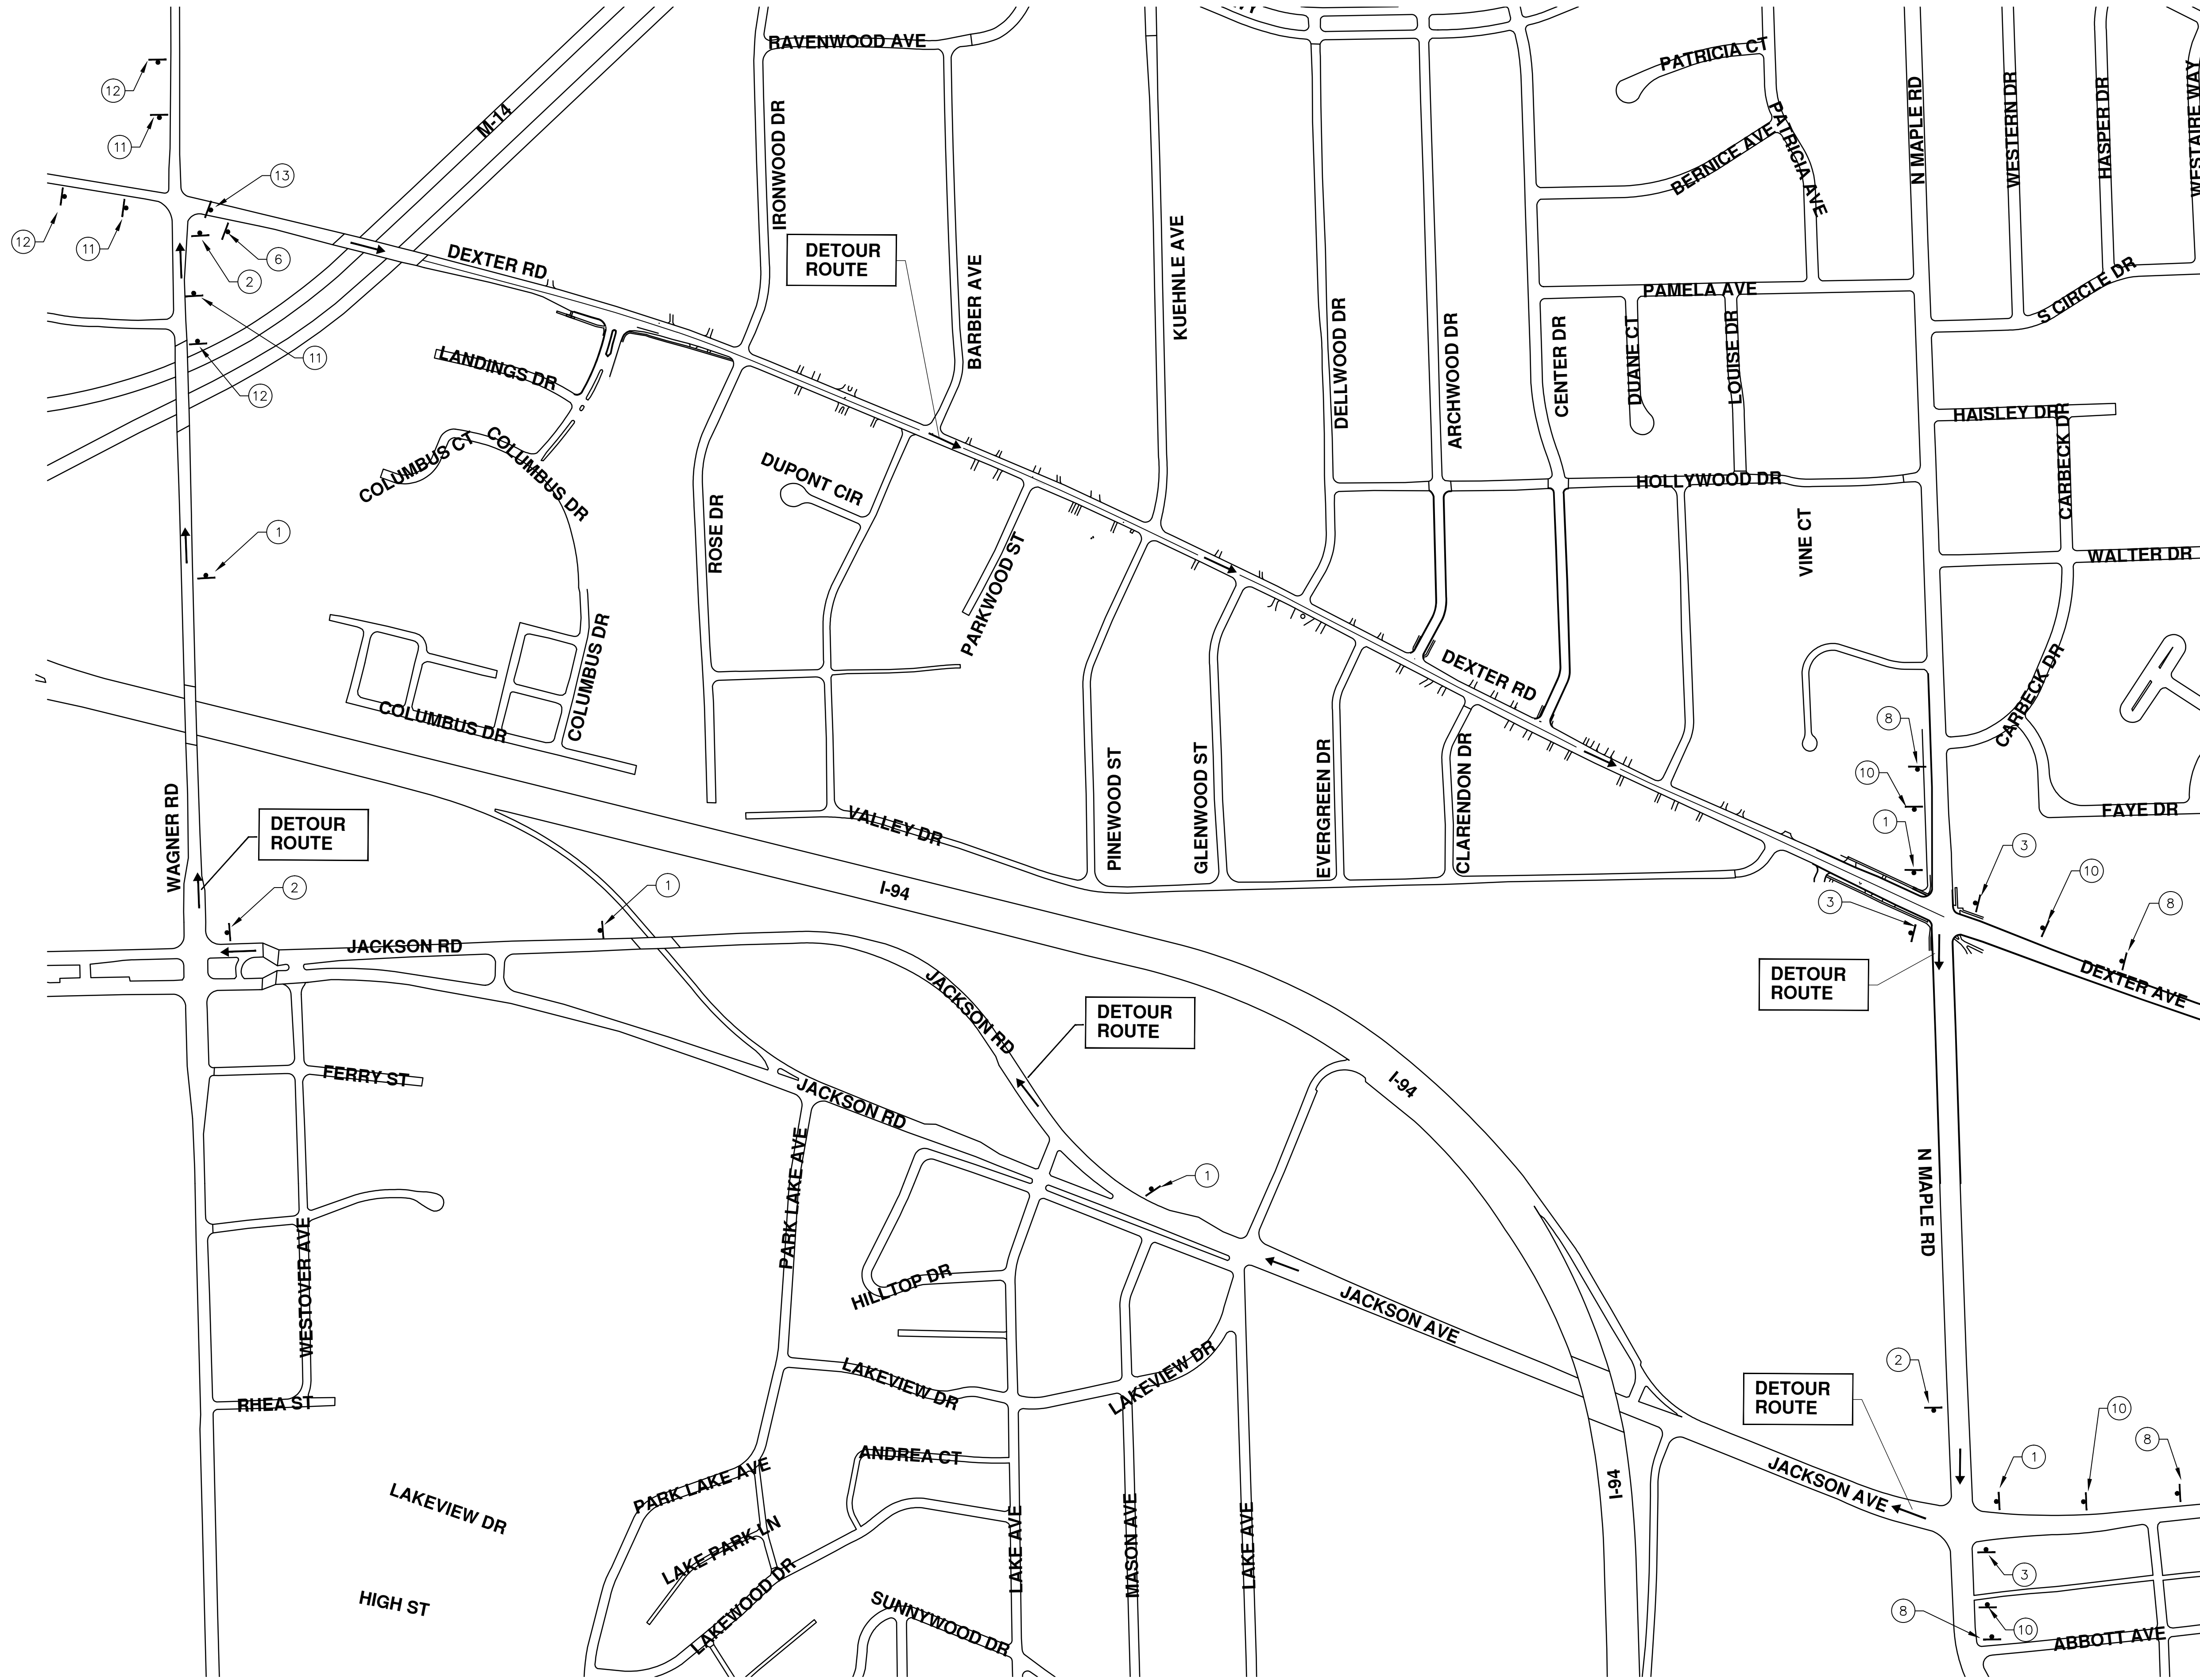 RAVENWOOD AVE
PATRICIA CT
12
M-14
IRONWOOD DR
N MAPLE RD
WESTERN DR
HASPER DR
WESTAIRE WAY
11
BERNICE AVE
PATRICIA AVE
13
12
11
6
2
DEXTER RD
DETOUR
ROUTE
BARBER AVE
KUEHNLE AVE
PAMELA AVE
S CIRCLE DR
11
12
LANDINGS DR
DELLWOOD DR
ARCHWOOD DR
CENTER DR
DUANE CT
LOUISE DR
HAISLEY DR
CARBECK DR
COLUMBUS CT
COLUMBUS DR
DUPONT CIR
HOLLYWOOD DR
1
ROSE DR
PARKWOOD ST
VINE CT
WALTER DR
COLUMBUS DR
COLUMBUS DR
DEXTER RD
CARBECK DR
8
10
1
FAYE DR
WAGNER RD
DETOUR
ROUTE
VALLEY DR
PINEWOOD ST
GLENWOOD ST
EVERGREEN DR
CLARENDON DR
3
10
8
3
2
1
I-94
JACKSON RD
JACKSON RD
DETOUR
ROUTE
DETOUR
ROUTE
DEXTER AVE
FERRY ST
JACKSON RD
I-94
PARK LAKE AVE
1
N MAPLE RD
WESTOVER AVE
HILLTOP DR
JACKSON AVE
LAKEVIEW DR
LAKEVIEW DR
2
DETOUR
ROUTE
RHEA ST
10
8
1
ANDREA CT
PARK LAKE AVE
I-94
JACKSON AVE
LAKEVIEW DR
LAKE PARK LN
LAKE AVE
MASON AVE
LAKE AVE
3
HIGH ST
LAKEWOOD DR
SUNNYWOOD DR
8
10
ABBOTT AVE